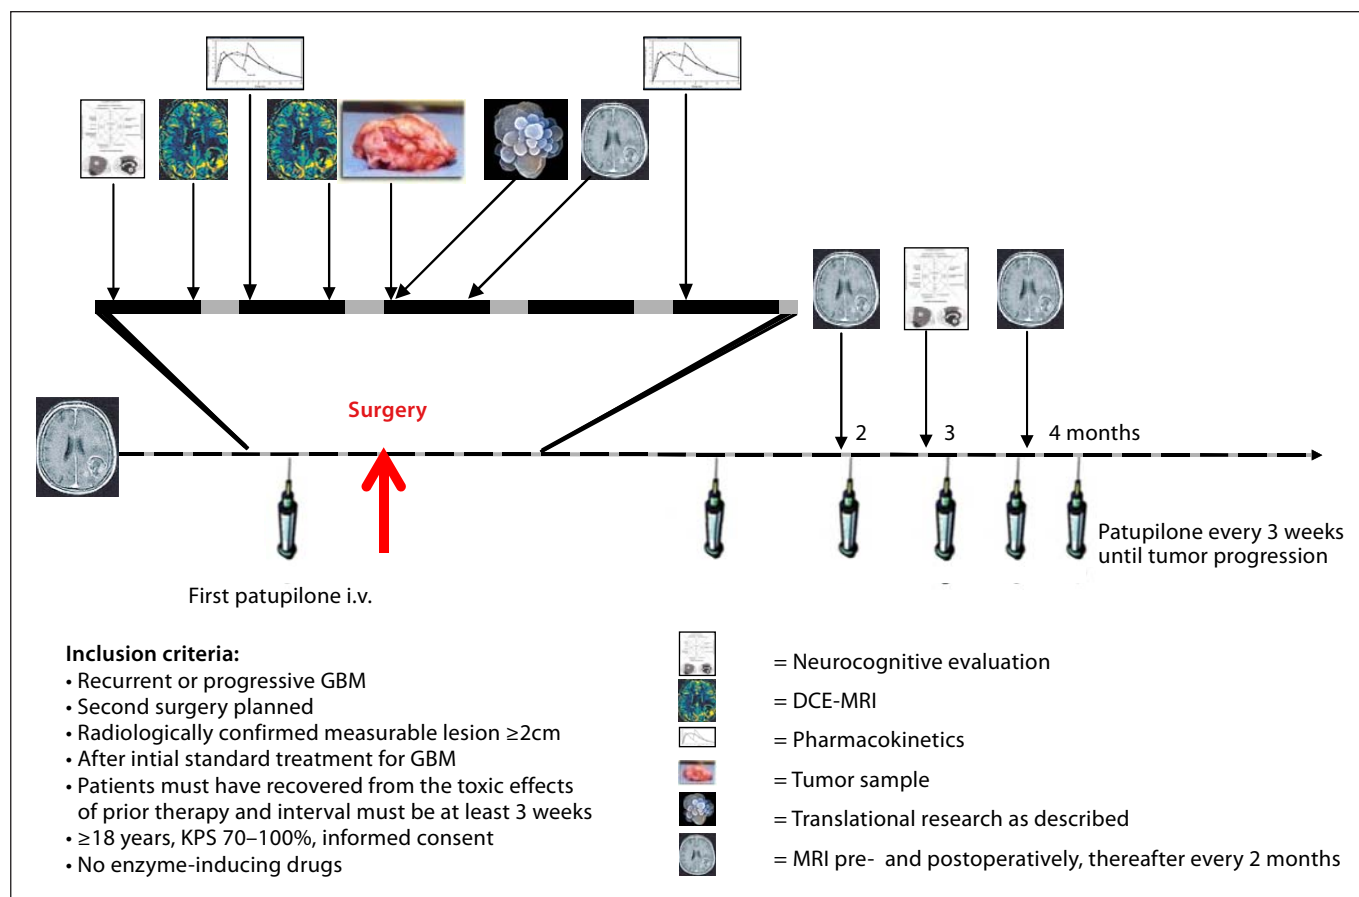 Surgery
2
3
4 months
First patupilone i.v.
Patupilone every 3 weeks
until tumor progression
Inclusion criteria:
• Recurrent or progressive GBM
• Second surgery planned
• Radiologically confirmed measurable lesion ≥2cm
• After intial standard treatment for GBM
• Patients must have recovered from the toxic effects
of prior therapy and interval must be at least 3 weeks
• ≥18 years, KPS 70–100%, informed consent
• No enzyme-inducing drugs
= Neurocognitive evaluation
= DCE-MRI
= Pharmacokinetics
= Tumor sample
= Translational research as described
= MRI pre- and postoperatively, thereafter every 2 months